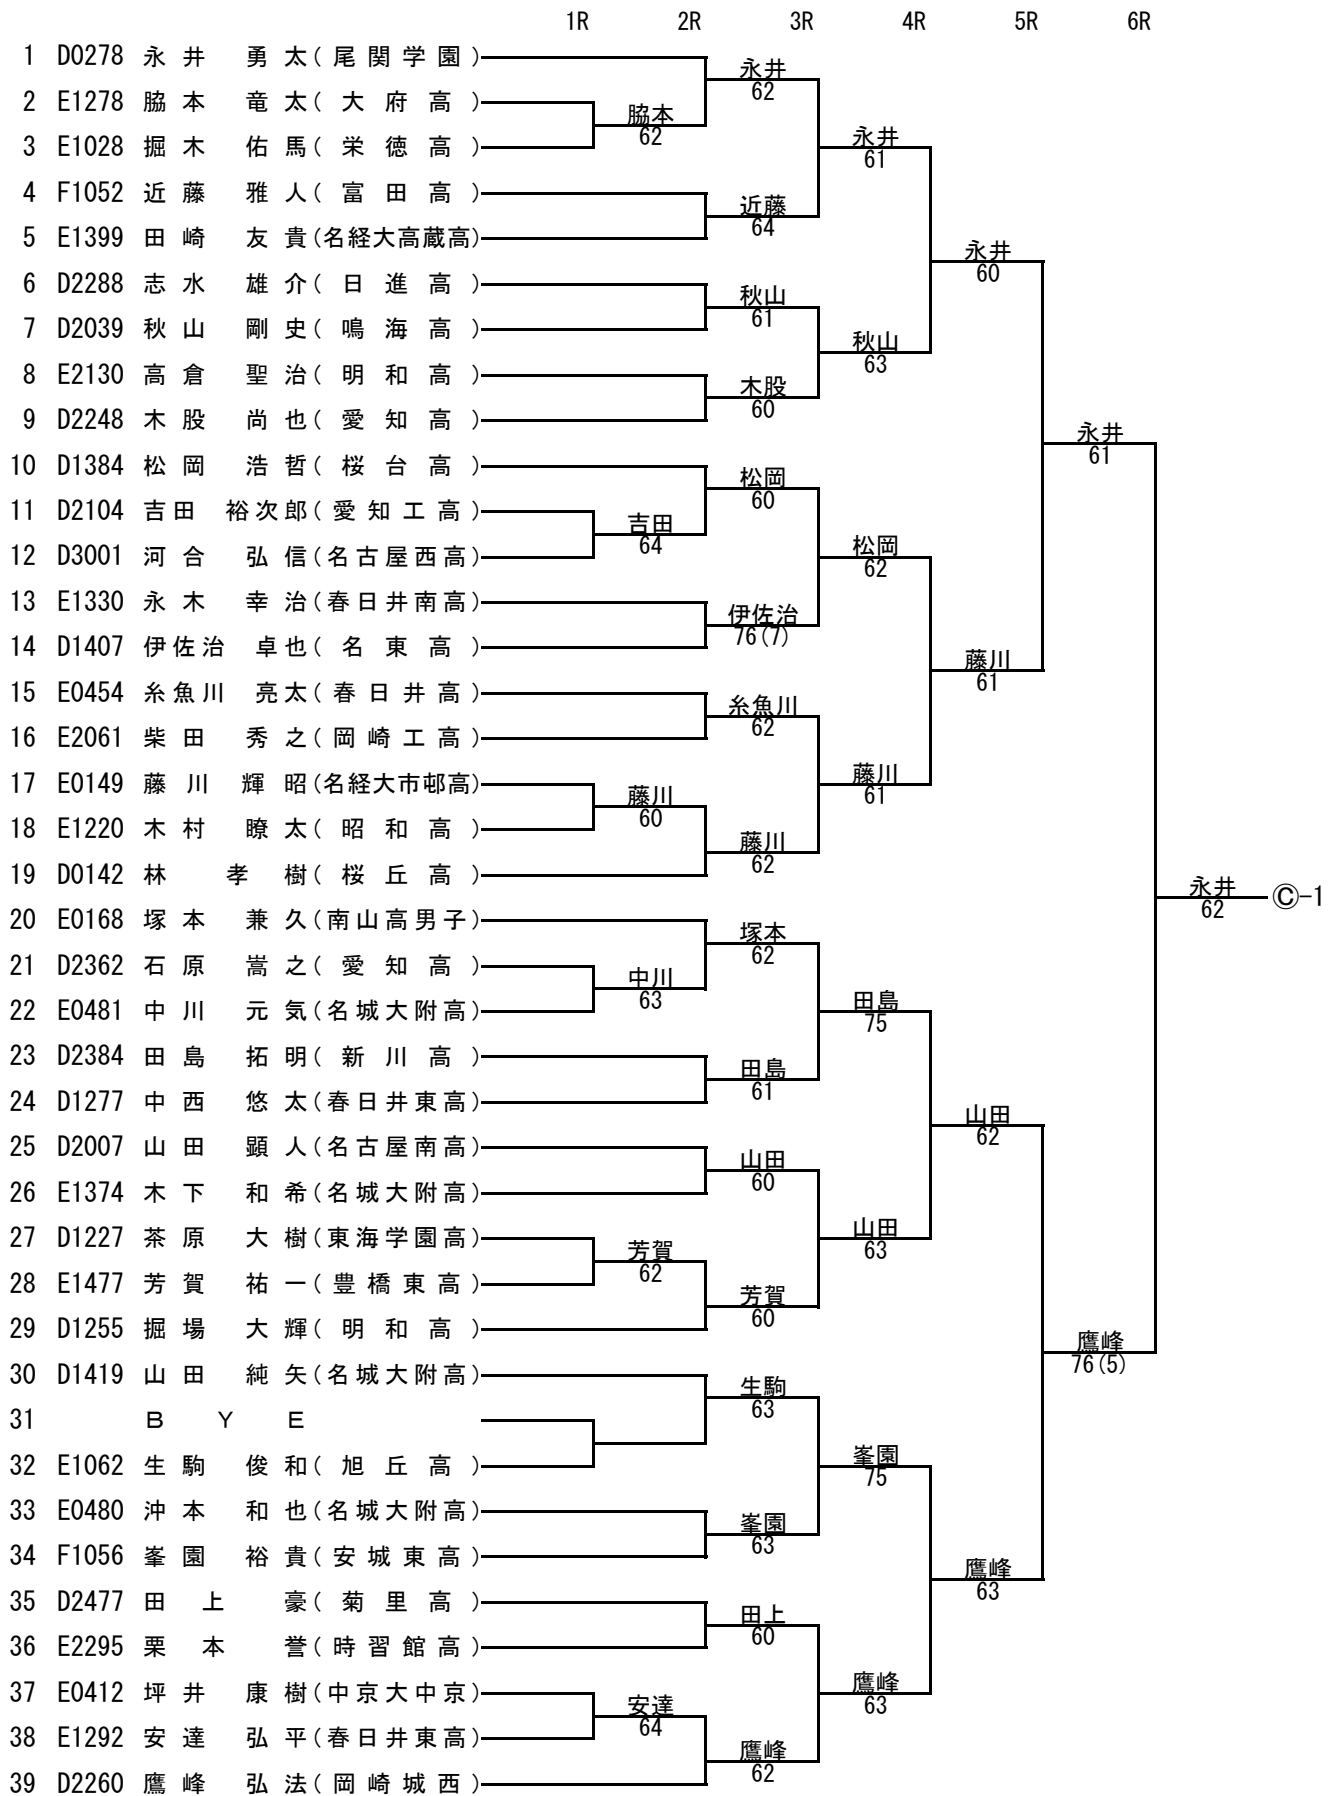 1R 2R 3R 4R 5R 6R
1 D0278 永井 勇太(尾関学園)
永井
62
2 E1278 脇本 竜太(大府高)
脇本
62
3 E1028 掘木 佑馬(栄徳高)
永井
61
4 F1052 近藤 雅人(富田高)
近藤
64
5 E1399 田崎 友貴(名経大高蔵高)
永井
60
6 D2288 志水 雄介(日進高)
秋山
61
7 D2039 秋山 剛史(鳴海高)
秋山
63
8 E2130 高倉 聖治(明和高)
木股
60
9 D2248 木股 尚也(愛知高)
永井
61
10 D1384 松岡 浩哲(桜台高)
松岡
60
11 D2104 吉田 裕次郎(愛知工高)
吉田
64
12 D3001 河合 弘信(名古屋西高)
松岡
62
13 E1330 永木 幸治(春日井南高)
伊佐治
76(7)
14 D1407 伊佐治 卓也(名東高)
藤川
61
15 E0454 糸魚川 亮太(春日井高)
糸魚川
62
16 E2061 柴田 秀之(岡崎工高)
藤川
61
17 E0149 藤川 輝昭(名経大市邨高)
藤川
60
18 E1220 木村 瞭太(昭和高)
藤川
62
19 D0142 林 孝樹(桜丘高)
永井 Ⓒ-1
62
20 E0168 塚本 兼久(南山高男子)
塚本
62
21 D2362 石原 嵩之(愛知高)
中川
63
22 E0481 中川 元気(名城大附高)
田島
75
23 D2384 田島 拓明(新川高)
田島
61
24 D1277 中西 悠太(春日井東高)
山田
62
25 D2007 山田 顕人(名古屋南高)
山田
60
26 E1374 木下 和希(名城大附高)
山田
63
27 D1227 茶原 大樹(東海学園高)
芳賀
62
28 E1477 芳賀 祐一(豊橋東高)
芳賀
60
29 D1255 掘場 大輝(明和高)
鷹峰
76(5)
30 D1419 山田 純矢(名城大附高)
生駒
63
31 BYE
32 E1062 生駒 俊和(旭丘高)
峯園
75
33 E0480 沖本 和也(名城大附高)
峯園
63
34 F1056 峯園 裕貴(安城東高)
鷹峰
63
35 D2477 田上 豪(菊里高)
田上
60
36 E2295 栗本 誉(時習館高)
鷹峰
63
37 E0412 坪井 康樹(中京大中京)
安達
64
38 E1292 安達 弘平(春日井東高)
鷹峰
62
39 D2260 鷹峰 弘法(岡崎城西)